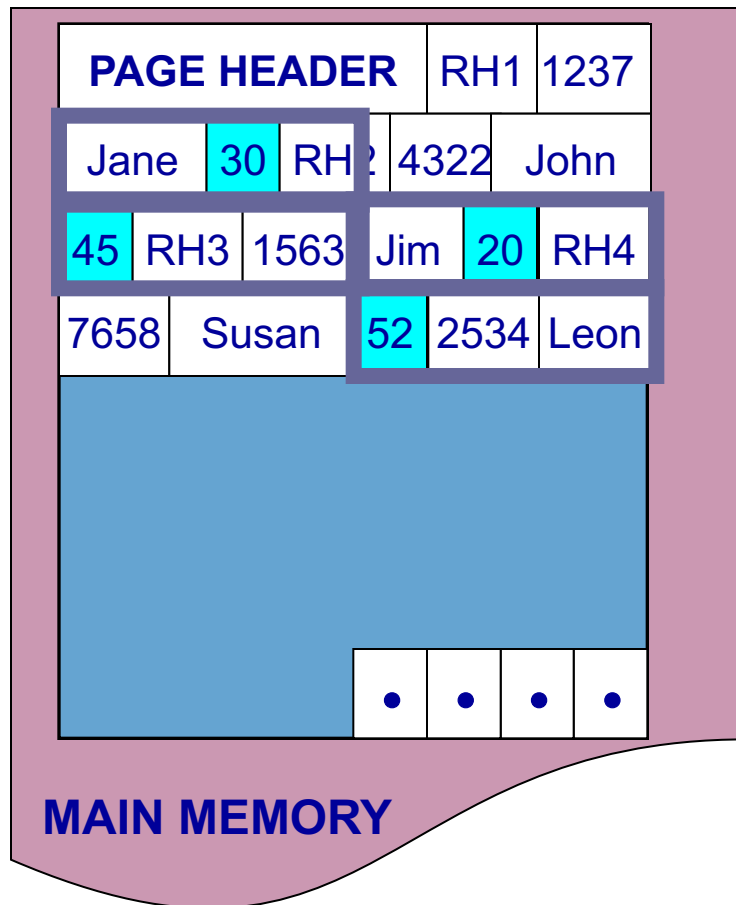 PAGE HEADER RH1 1237
Jane 30 RH2 4322 John
45 RH3 1563 Jim 20 RH4
7658 Susan 52 2534 Leon
MAIN MEMORY